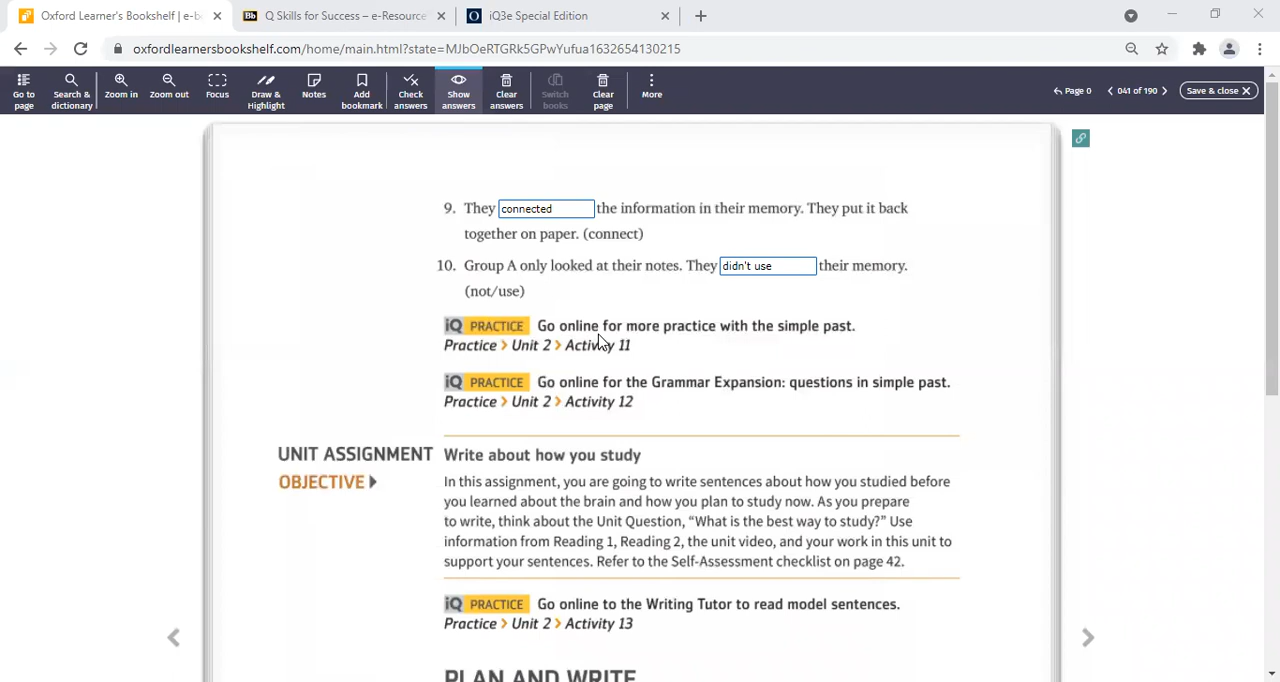 Oxford Learner's Bookshelf | e-b
Q Skills for Success – e-Resource
iQ3e Special Edition
oxfordlearnersbookshelf.com/home/main.html?state=MJbOeRTGRk5GPwYufua1632654130215
Go to page
Search & dictionary
Zoom in
Zoom out
Focus
Draw & Highlight
Notes
Add bookmark
Check answers
Show answers
Clear answers
Switch books
Clear page
More
Page 0
041 of 190
Save & close
9. They connected the information in their memory. They put it back
together on paper. (connect)
10. Group A only looked at their notes. They didn't use their memory.
(not/use)
iQ PRACTICE Go online for more practice with the simple past.
Practice > Unit 2 > Activity 11
iQ PRACTICE Go online for the Grammar Expansion: questions in simple past.
Practice > Unit 2 > Activity 12
UNIT ASSIGNMENT Write about how you study
OBJECTIVE
In this assignment, you are going to write sentences about how you studied before
you learned about the brain and how you plan to study now. As you prepare
to write, think about the Unit Question, “What is the best way to study?” Use
information from Reading 1, Reading 2, the unit video, and your work in this unit to
support your sentences. Refer to the Self-Assessment checklist on page 42.
iQ PRACTICE Go online to the Writing Tutor to read model sentences.
Practice > Unit 2 > Activity 13
PLAN AND WRITE